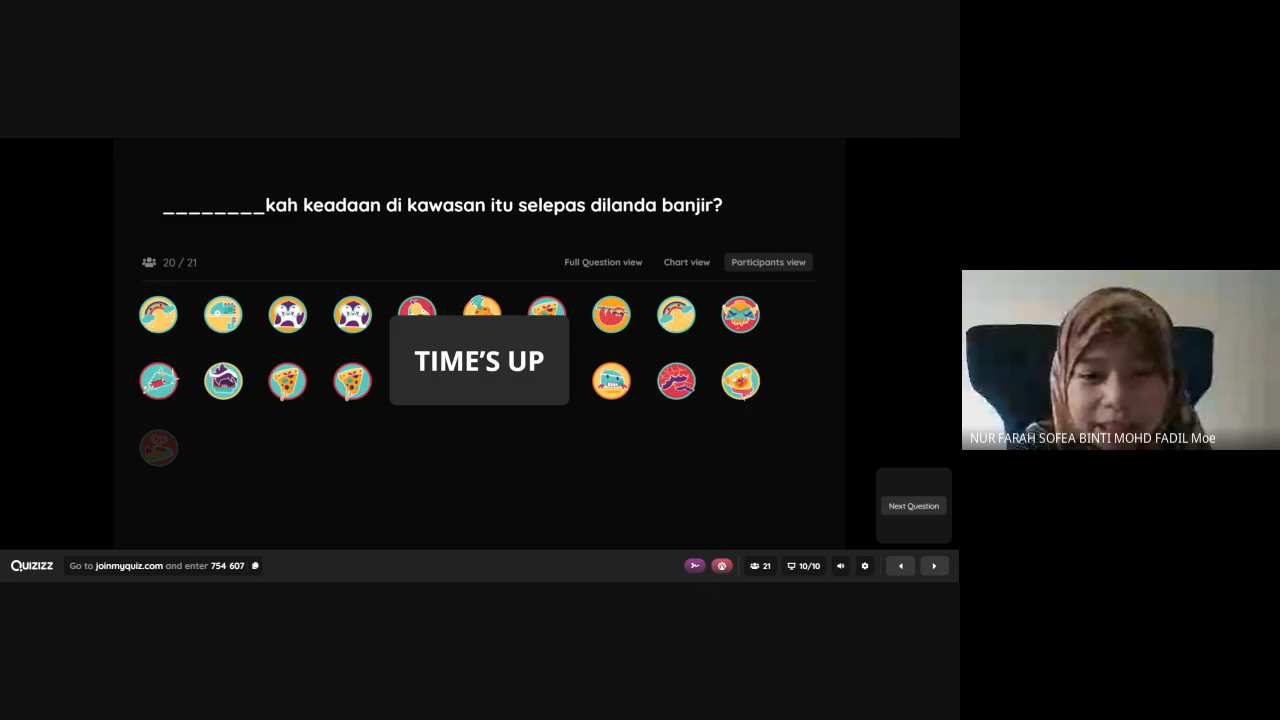 ________kah keadaan di kawasan itu selepas dilanda banjir?
20 / 21
Full Question view
Chart view
Participants view
TIME'S UP
NUR FARAH SOFEA BINTI MOHD FADIL Moe
Next Question
QUIZIZZ
Go to joinmyquiz.com and enter 754 607
21
10/10